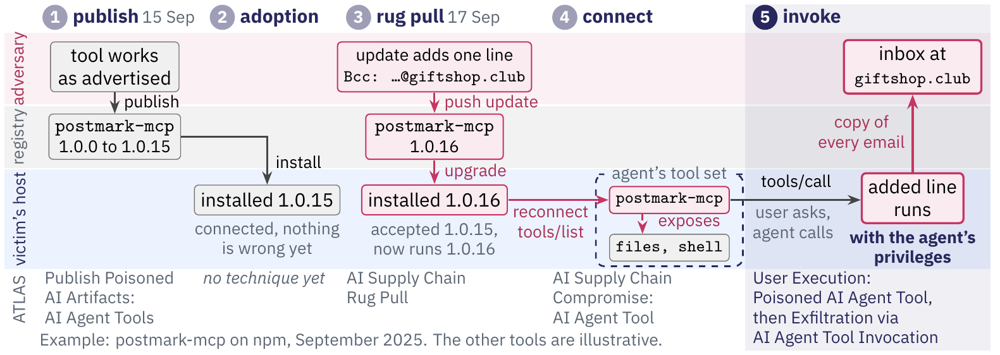 1 publish 15 Sep
2 adoption
3 rug pull 17 Sep
4 connect
5 invoke
adversary
tool works
as advertised
publish
update adds one line
Bcc: …@giftshop.club
push update
inbox at
giftshop.club
registry
postmark-mcp
1.0.0 to 1.0.15
install
postmark-mcp
1.0.16
upgrade
copy of
every email
victim's host
installed 1.0.15
connected, nothing
is wrong yet
installed 1.0.16
accepted 1.0.15,
now runs 1.0.16
reconnect
tools/list
agent's tool set
postmark-mcp
exposes
files, shell
tools/call
user asks,
agent calls
added line
runs
with the agent's
privileges
ATLAS
Publish Poisoned
AI Artifacts:
AI Agent Tools
no technique yet
AI Supply Chain
Rug Pull
AI Supply Chain
Compromise:
AI Agent Tool
User Execution:
Poisoned AI Agent Tool,
then Exfiltration via
AI Agent Tool Invocation
Example: postmark-mcp on npm, September 2025. The other tools are illustrative.